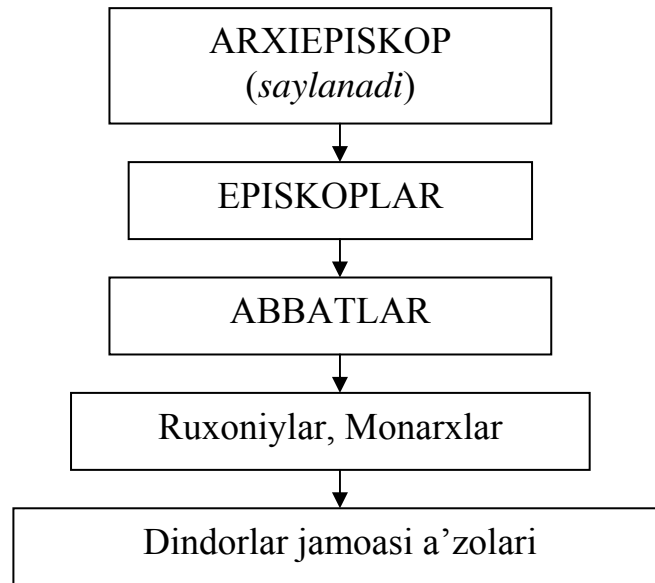 ARXIEPISKOP
(saylanadi)
EPISKOPLAR
ABBATLAR
Ruxoniylar, Monarxlar
Dindorlar jamoasi a’zolari